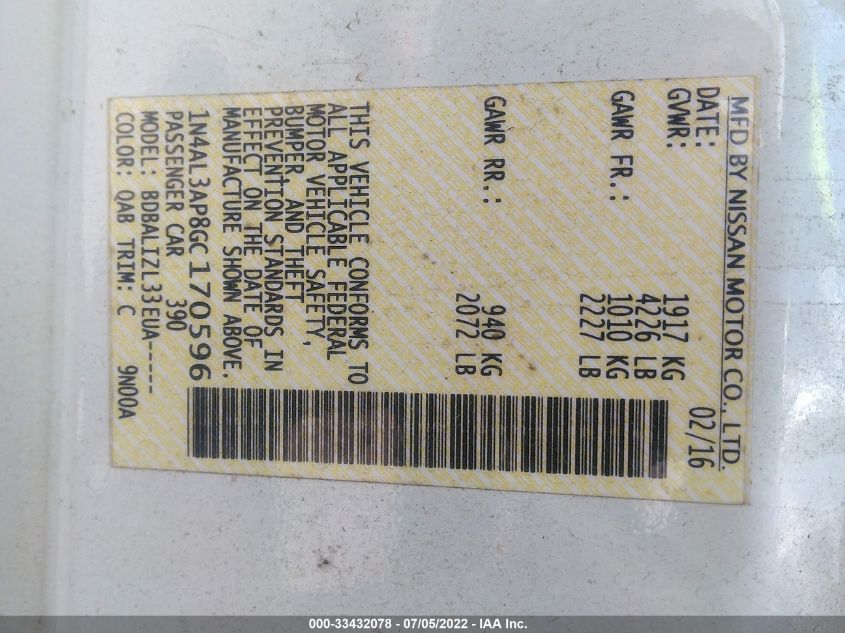 MFD BY NISSAN MOTOR CO., LTD.
DATE: 02/16
GVWR: 1917 KG
4226 LB
GAWR FR.: 1010 KG
2227 LB
GAWR RR.: 940 KG
2072 LB
THIS VEHICLE CONFORMS TO
ALL APPLICABLE FEDERAL
MOTOR VEHICLE SAFETY,
BUMPER, AND THEFT
PREVENTION STANDARDS IN
EFFECT ON THE DATE OF
MANUFACTURE SHOWN ABOVE.
1N4AL3AP8GC170596
PASSENGER CAR 390
MODEL: BDBALIZL33EUA-----
COLOR: QAB TRIM: C 9N00A
000-33432078 - 07/05/2022 - IAA Inc.